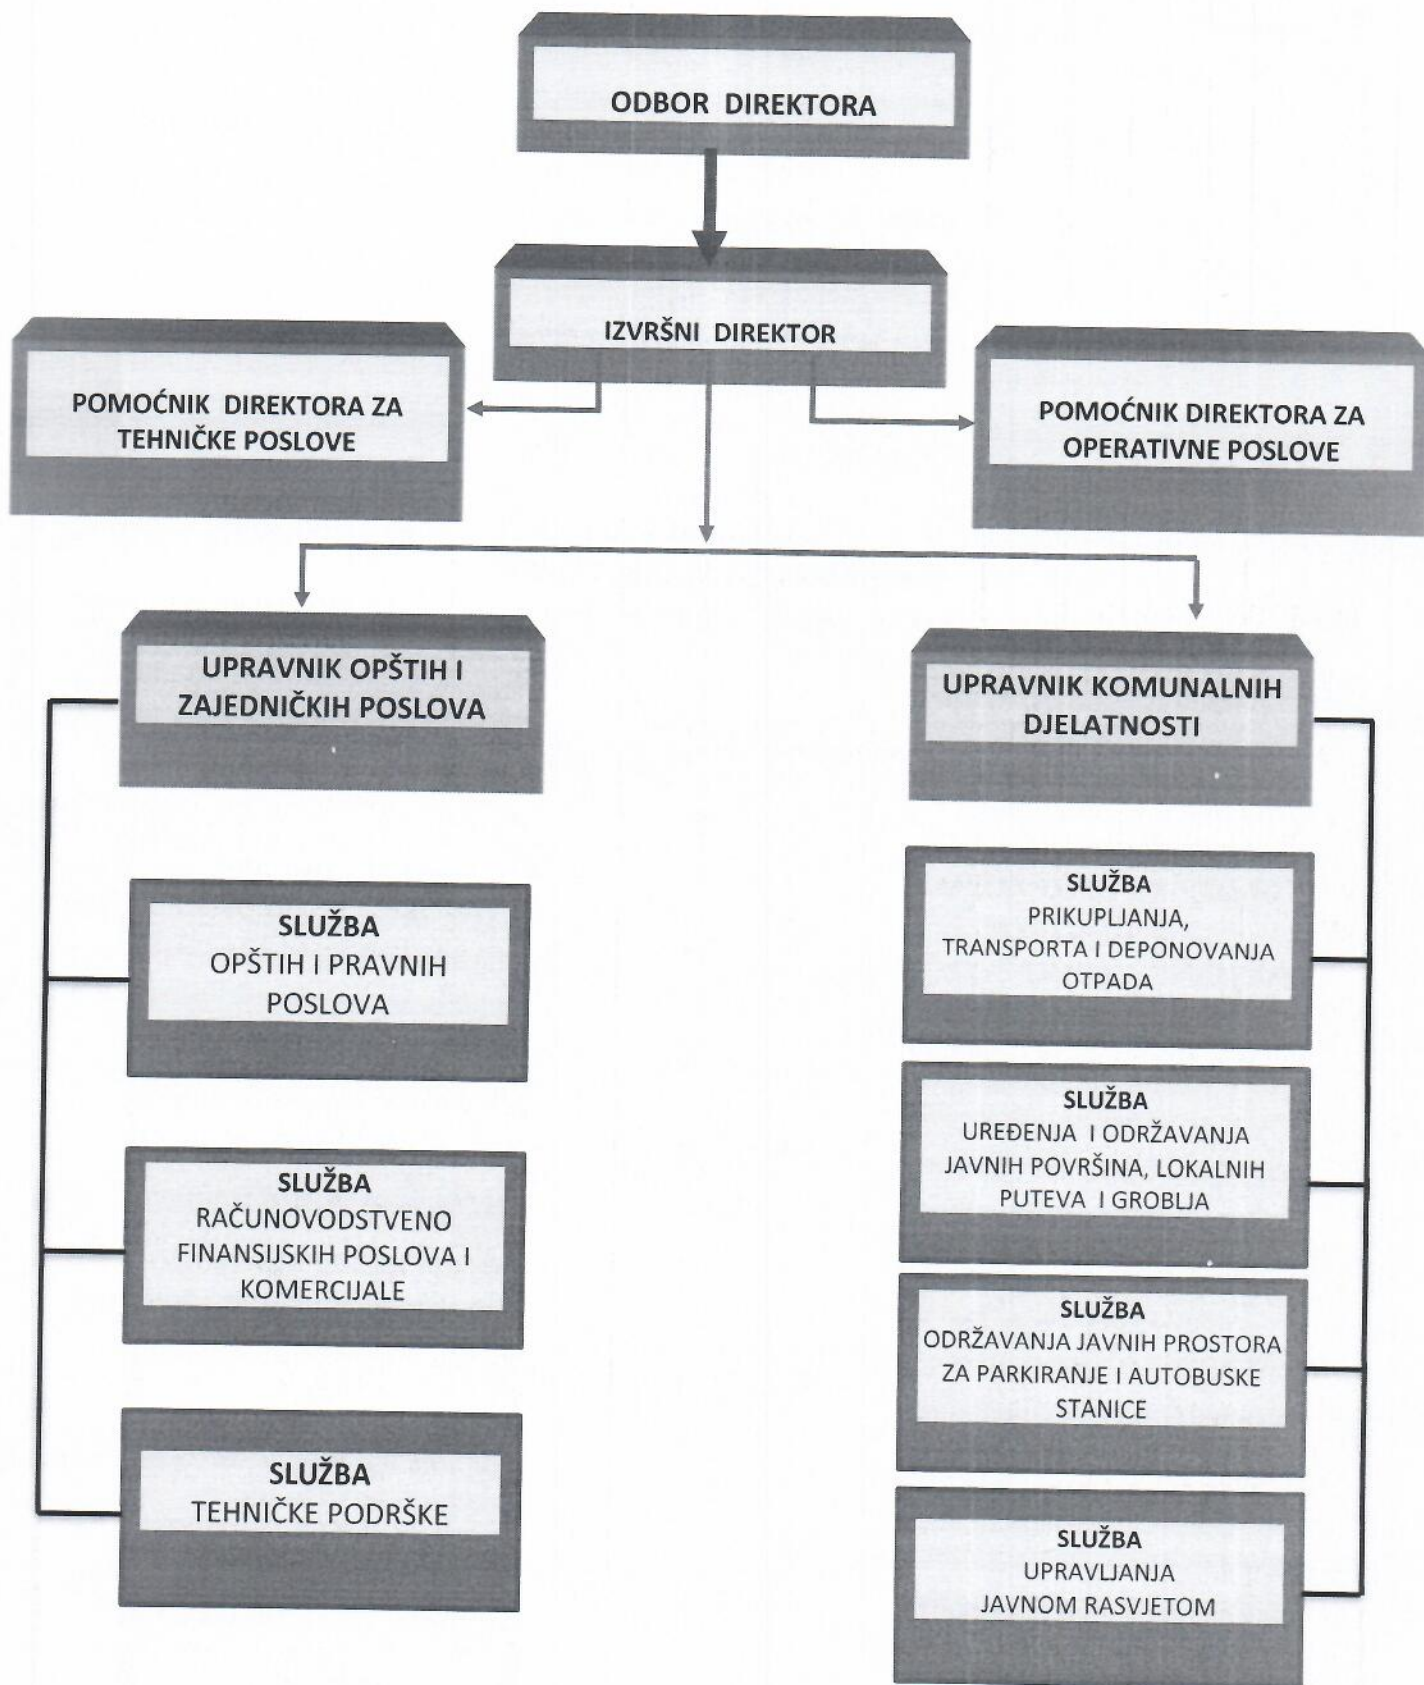 ODBOR DIREKTORA
IZVRŠNI DIREKTOR
POMOĆNIK DIREKTORA ZA
TEHNIČKE POSLOVE
POMOĆNIK DIREKTORA ZA
OPERATIVNE POSLOVE
UPRAVNIK OPŠTIH I
ZAJEDNIČKIH POSLOVA
SLUŽBA
OPŠTIH I PRAVNIH
POSLOVA
SLUŽBA
RAČUNOVODSTVENO
FINANSIJSKIH POSLOVA I
KOMERCIJALE
SLUŽBA
TEHNIČKE PODRŠKE
UPRAVNIK KOMUNALNIH
DJELATNOSTI
SLUŽBA
PRIKUPLJANJA,
TRANSPORTA I DEPONOVANJA
OTPADA
SLUŽBA
UREĐENJA I ODRŽAVANJA
JAVNIH POVRŠINA, LOKALNIH
PUTEVA I GROBLJA
SLUŽBA
ODRŽAVANJA JAVNIH PROSTORA
ZA PARKIRANJE I AUTOBUSKE
STANICE
SLUŽBA
UPRAVLJANJA
JAVNOM RASVJETOM